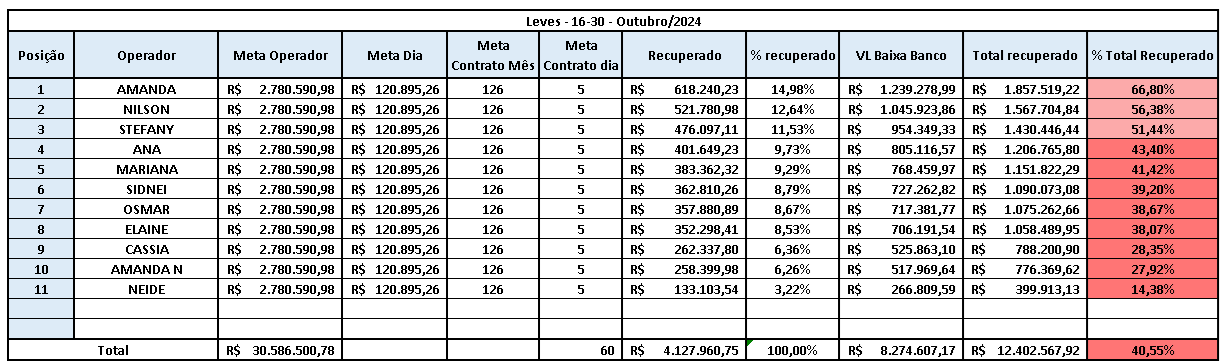 Leves - 16-30 - Outubro/2024
Posição Operador Meta Operador Meta Dia Meta Contrato Mês Meta Contrato dia Recuperado % recuperado VL Baixa Banco Total recuperado % Total Recuperado
1 AMANDA R$ 2.780.590,98 R$ 120.895,26 126 5 R$ 618.240,23 14,98% R$ 1.239.278,99 R$ 1.857.519,22 66,80%
2 NILSON R$ 2.780.590,98 R$ 120.895,26 126 5 R$ 521.780,98 12,64% R$ 1.045.923,86 R$ 1.567.704,84 56,38%
3 STEFANY R$ 2.780.590,98 R$ 120.895,26 126 5 R$ 476.097,11 11,53% R$ 954.349,33 R$ 1.430.446,44 51,44%
4 ANA R$ 2.780.590,98 R$ 120.895,26 126 5 R$ 401.649,23 9,73% R$ 805.116,57 R$ 1.206.765,80 43,40%
5 MARIANA R$ 2.780.590,98 R$ 120.895,26 126 5 R$ 383.362,32 9,29% R$ 768.459,97 R$ 1.151.822,29 41,42%
6 SIDNEI R$ 2.780.590,98 R$ 120.895,26 126 5 R$ 362.810,26 8,79% R$ 727.262,82 R$ 1.090.073,08 39,20%
7 OSMAR R$ 2.780.590,98 R$ 120.895,26 126 5 R$ 357.880,89 8,67% R$ 717.381,77 R$ 1.075.262,66 38,67%
8 ELAINE R$ 2.780.590,98 R$ 120.895,26 126 5 R$ 352.298,41 8,53% R$ 706.191,54 R$ 1.058.489,95 38,07%
9 CASSIA R$ 2.780.590,98 R$ 120.895,26 126 5 R$ 262.337,80 6,36% R$ 525.863,10 R$ 788.200,90 28,35%
10 AMANDA N R$ 2.780.590,98 R$ 120.895,26 126 5 R$ 258.399,98 6,26% R$ 517.969,64 R$ 776.369,62 27,92%
11 NEIDE R$ 2.780.590,98 R$ 120.895,26 126 5 R$ 133.103,54 3,22% R$ 266.809,59 R$ 399.913,13 14,38%
Total R$ 30.586.500,78 60 R$ 4.127.960,75 100,00% R$ 8.274.607,17 R$ 12.402.567,92 40,55%